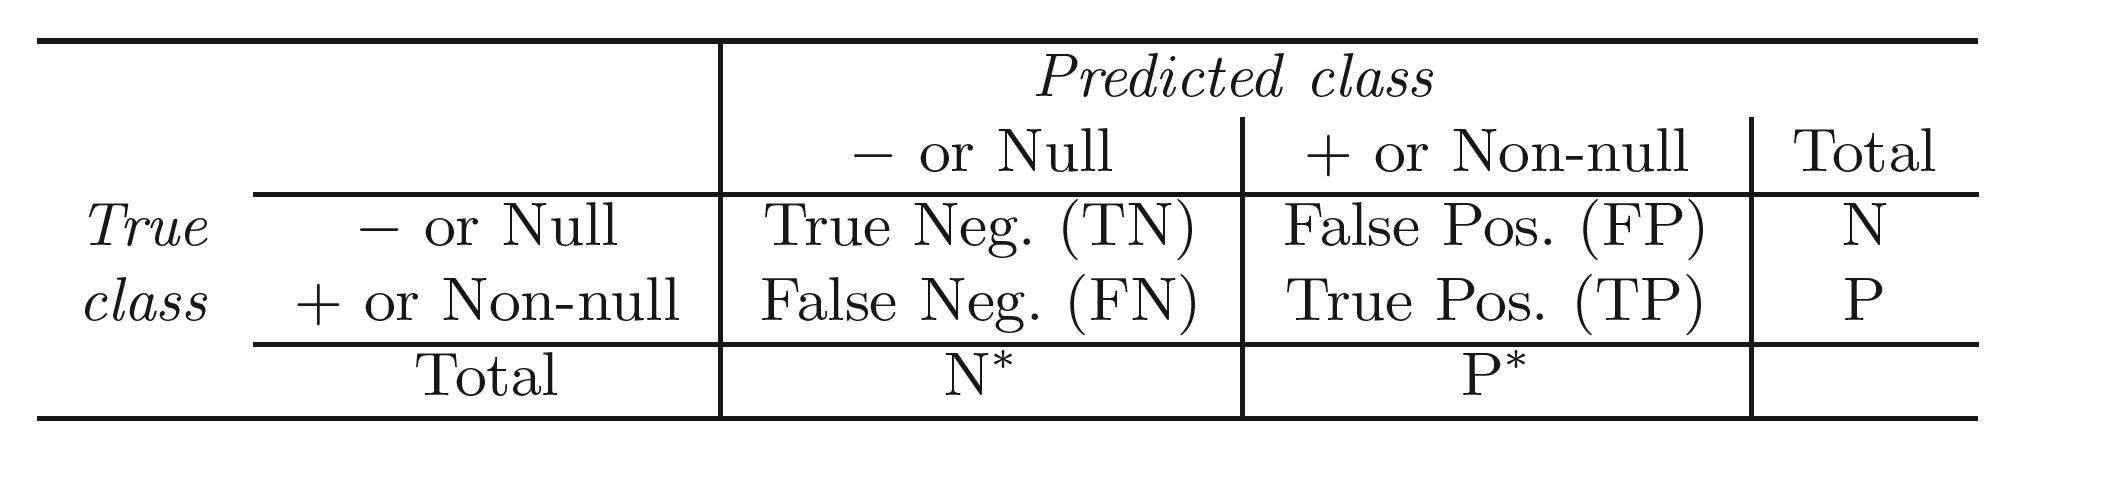 Predicted class
− or Null + or Non-null Total
True − or Null True Neg. (TN) False Pos. (FP) N
class + or Non-null False Neg. (FN) True Pos. (TP) P
Total N* P*